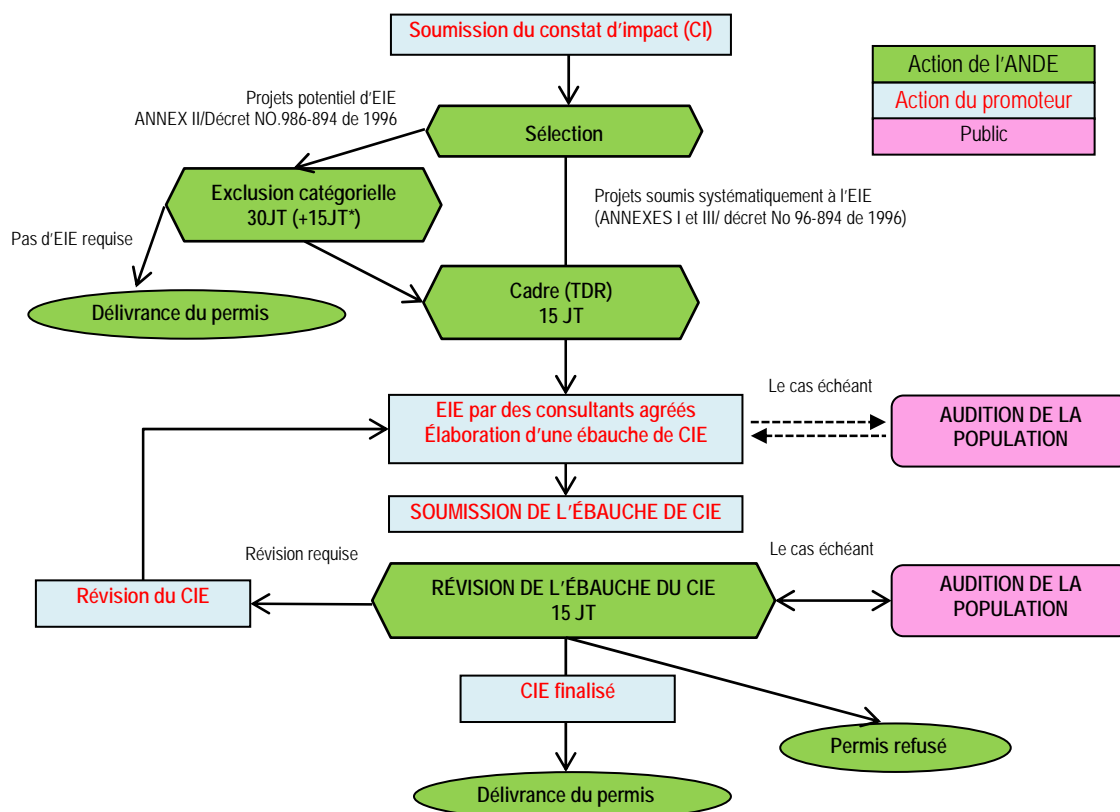 Soumission du constat d'impact (CI)
Action de l'ANDE
Action du promoteur
Public
Projets potentiel d'EIE
ANNEX II/Décret NO.986-894 de 1996
Sélection
Exclusion catégorielle
30JT (+15JT*)
Projets soumis systématiquement à l'EIE
(ANNEXES I et III/ décret No 96-894 de 1996)
Pas d'EIE requise
Délivrance du permis
Cadre (TDR)
15 JT
EIE par des consultants agréés
Élaboration d'une ébauche de CIE
Le cas échéant
AUDITION DE LA
POPULATION
SOUMISSION DE L'ÉBAUCHE DE CIE
Révision requise
Révision du CIE
RÉVISION DE L'ÉBAUCHE DU CIE
15 JT
Le cas échéant
AUDITION DE LA
POPULATION
CIE finalisé
Permis refusé
Délivrance du permis